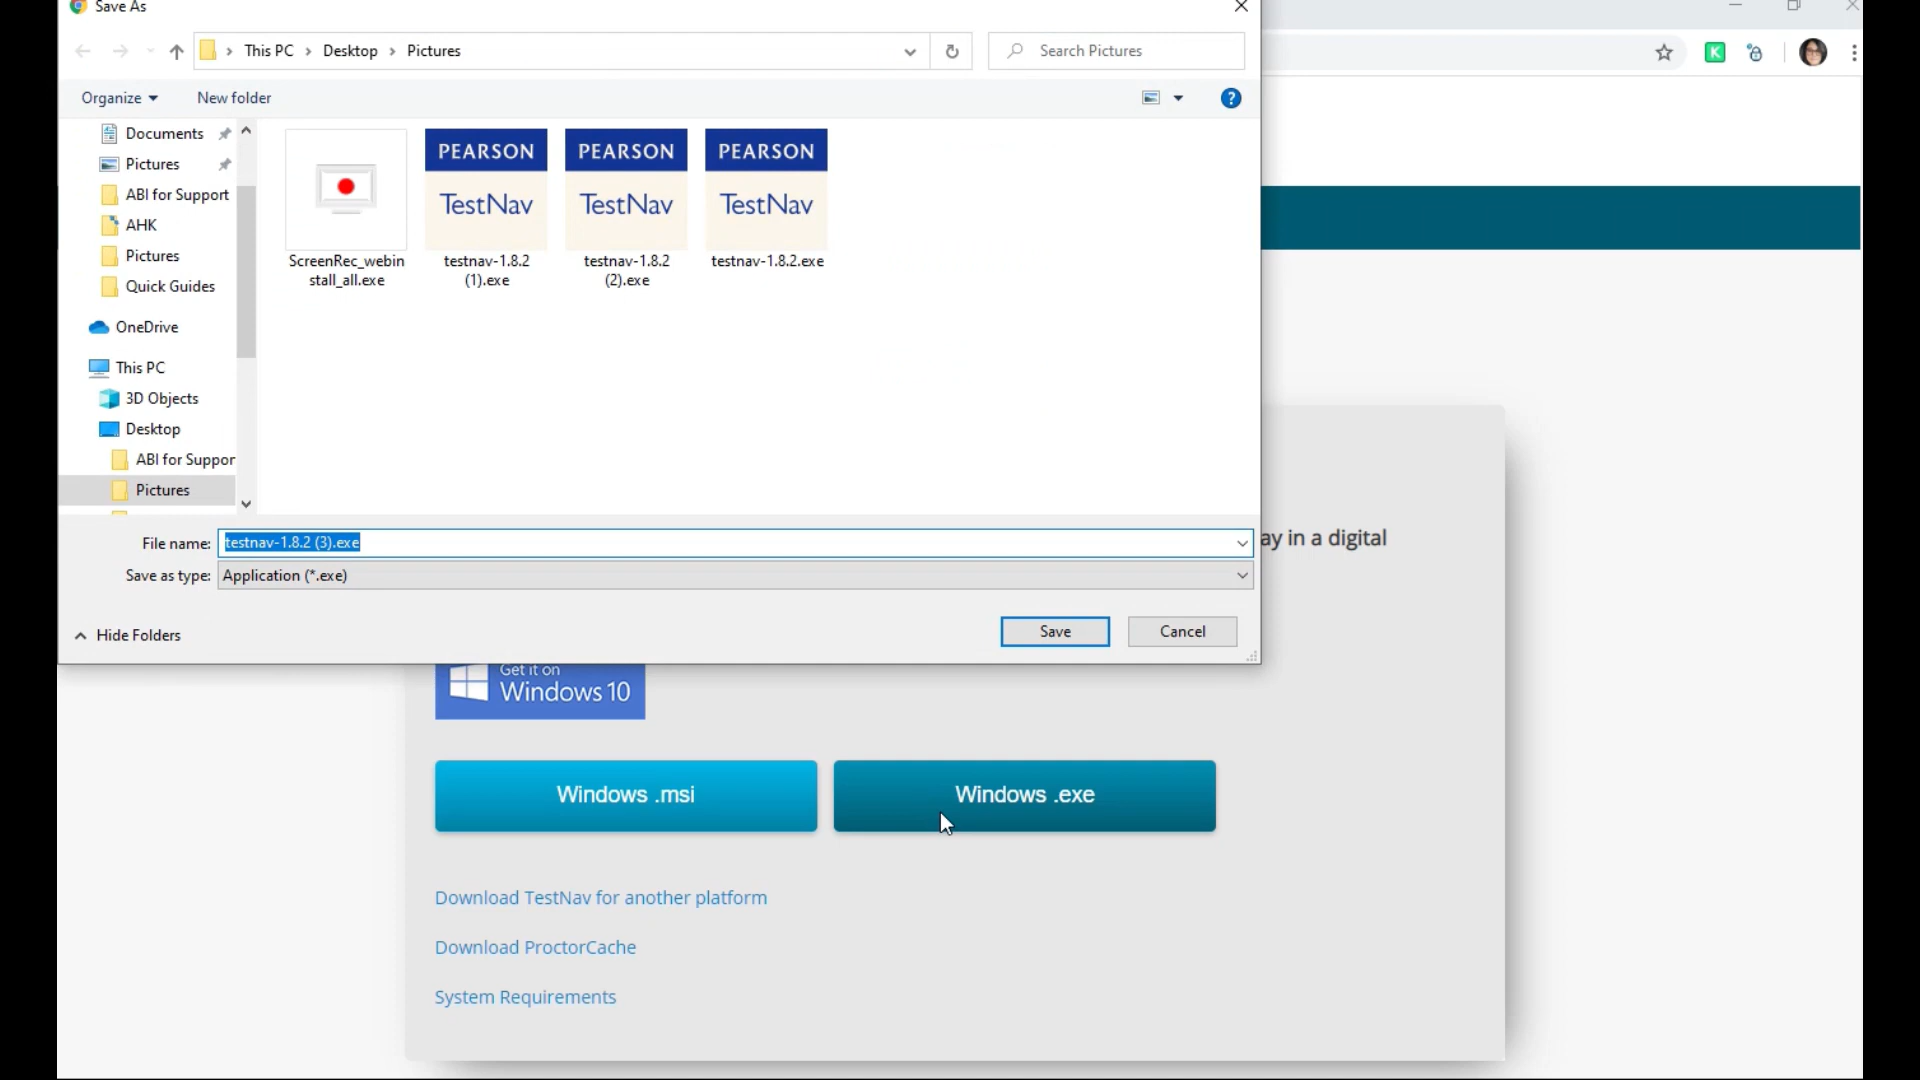 Save As
This PC > Desktop > Pictures
Search Pictures
Organize
New folder
Documents
Pictures
ABI for Support
AHK
Pictures
Quick Guides
OneDrive
This PC
3D Objects
Desktop
ABI for Suppor
Pictures
ScreenRec_webin
stall_all.exe
PEARSON
TestNav
testnav-1.8.2
(1).exe
PEARSON
TestNav
testnav-1.8.2
(2).exe
PEARSON
TestNav
testnav-1.8.2.exe
K
File name: testnav-1.8.2 (3).exe
Save as type: Application (*.exe)
Hide Folders
Save
Cancel
ay in a digital
Get it on
Windows 10
Windows .msi
Windows .exe
Download TestNav for another platform
Download ProctorCache
System Requirements